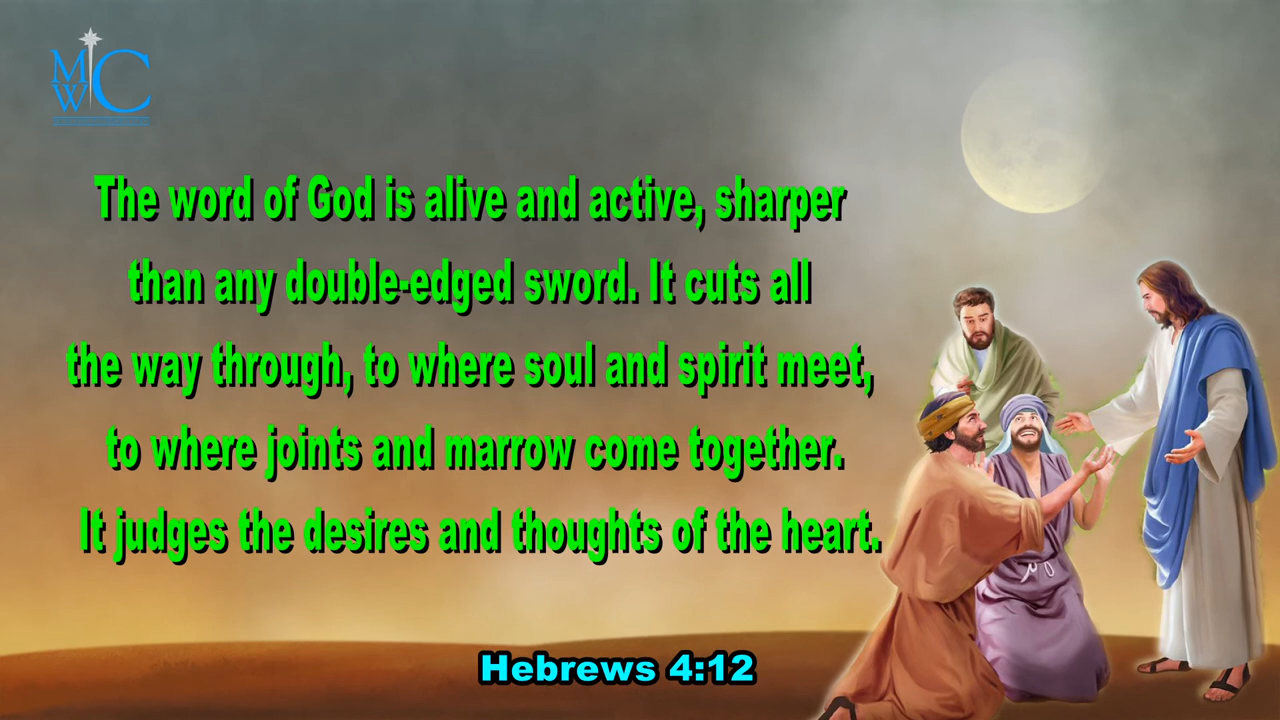 MWC
The word of God is alive and active, sharper
than any double-edged sword. It cuts all
the way through, to where soul and spirit meet,
to where joints and marrow come together.
It judges the desires and thoughts of the heart.
Hebrews 4:12